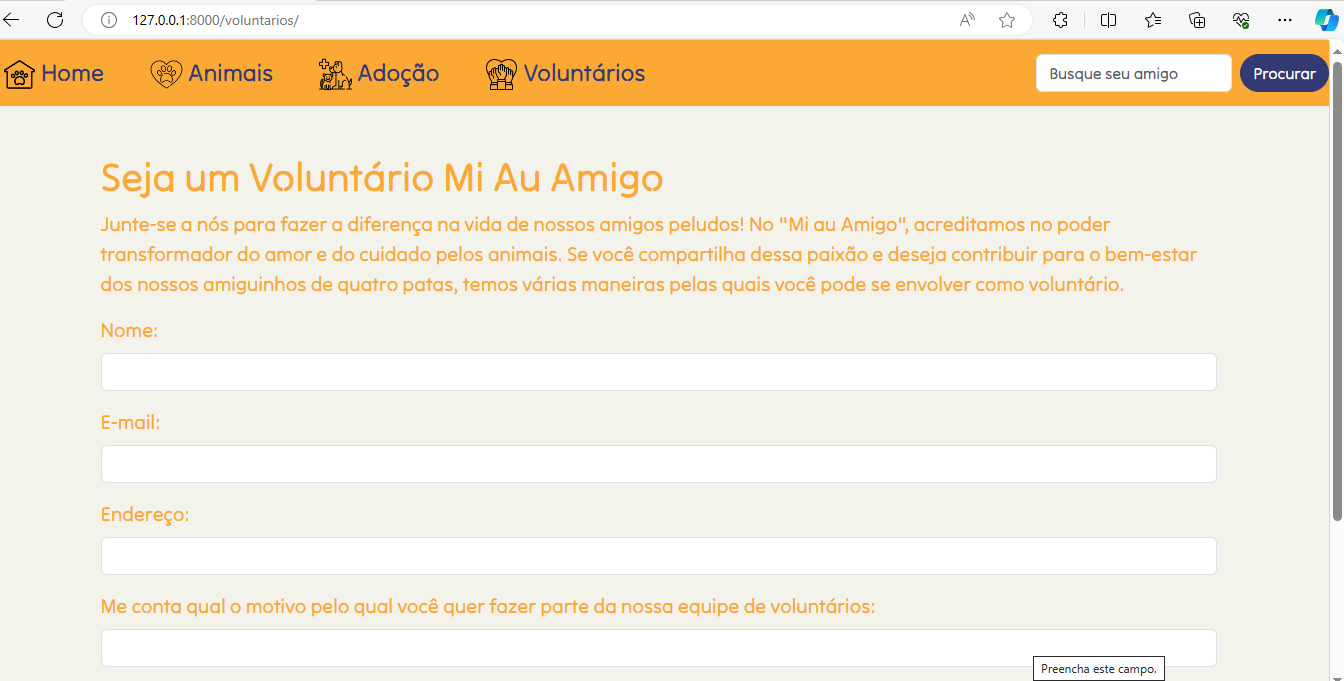 127.0.0.1:8000/voluntarios/
Home Animais Adoção Voluntários Busque seu amigo Procurar
Seja um Voluntário Mi Au Amigo
Junte-se a nós para fazer a diferença na vida de nossos amigos peludos! No "Mi au Amigo", acreditamos no poder
transformador do amor e do cuidado pelos animais. Se você compartilha dessa paixão e deseja contribuir para o bem-estar
dos nossos amiguinhos de quatro patas, temos várias maneiras pelas quais você pode se envolver como voluntário.
Nome:
E-mail:
Endereço:
Me conta qual o motivo pelo qual você quer fazer parte da nossa equipe de voluntários:
Preencha este campo.